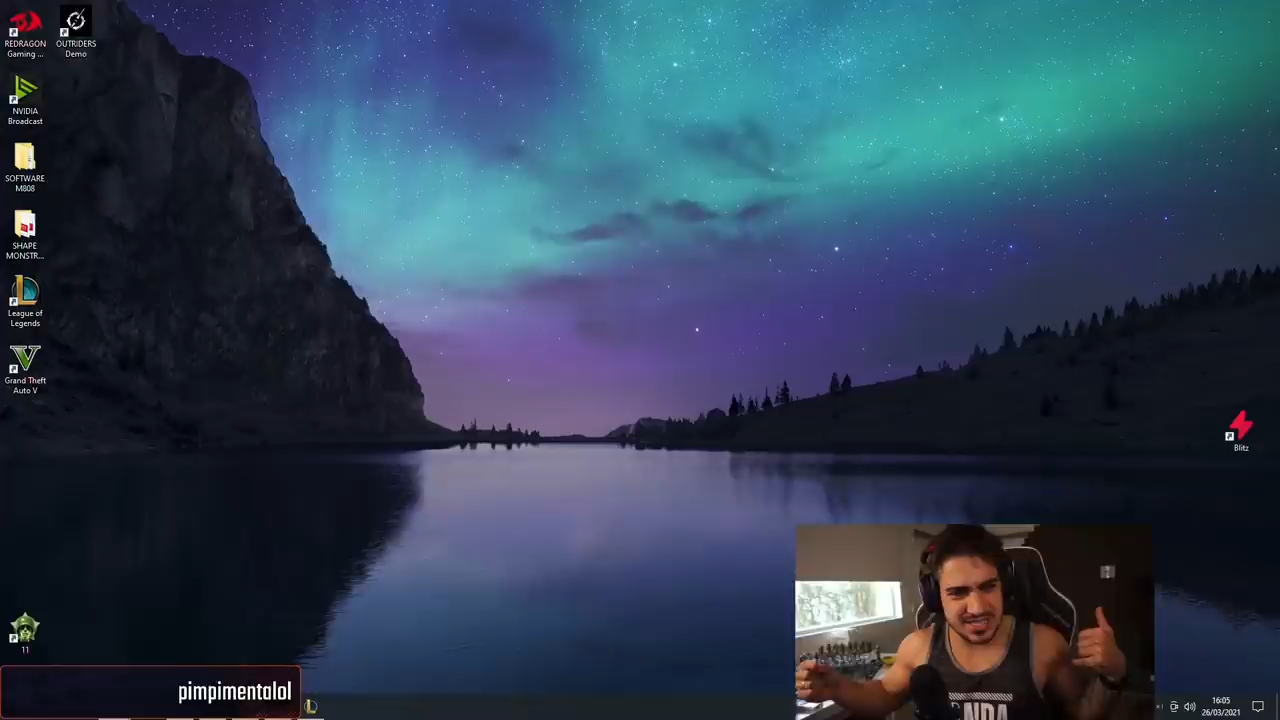 REDRAGON
Gaming ...
OUTRIDERS
Demo
NVIDIA
Broadcast
SOFTWARE
M808
SHAPE
MONSTR...
League of
Legends
Grand Theft
Auto V
Blitz
11
pimpimentalol
16:05
26/03/2021